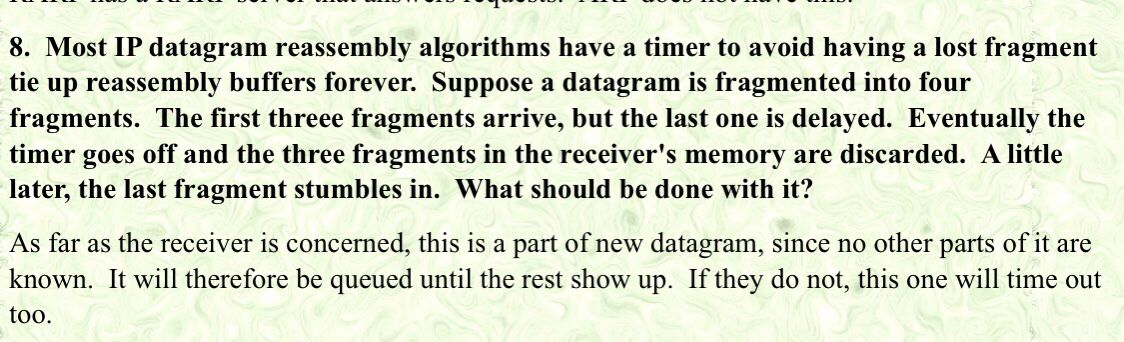 8.  Most IP datagram reassembly algorithms have a timer to avoid having a lost fragment
tie up reassembly buffers forever.  Suppose a datagram is fragmented into four
fragments.  The first threee fragments arrive, but the last one is delayed.  Eventually the
timer goes off and the three fragments in the receiver's memory are discarded.  A little
later, the last fragment stumbles in.  What should be done with it?
As far as the receiver is concerned, this is a part of new datagram, since no other parts of it are
known.  It will therefore be queued until the rest show up.  If they do not, this one will time out
too.